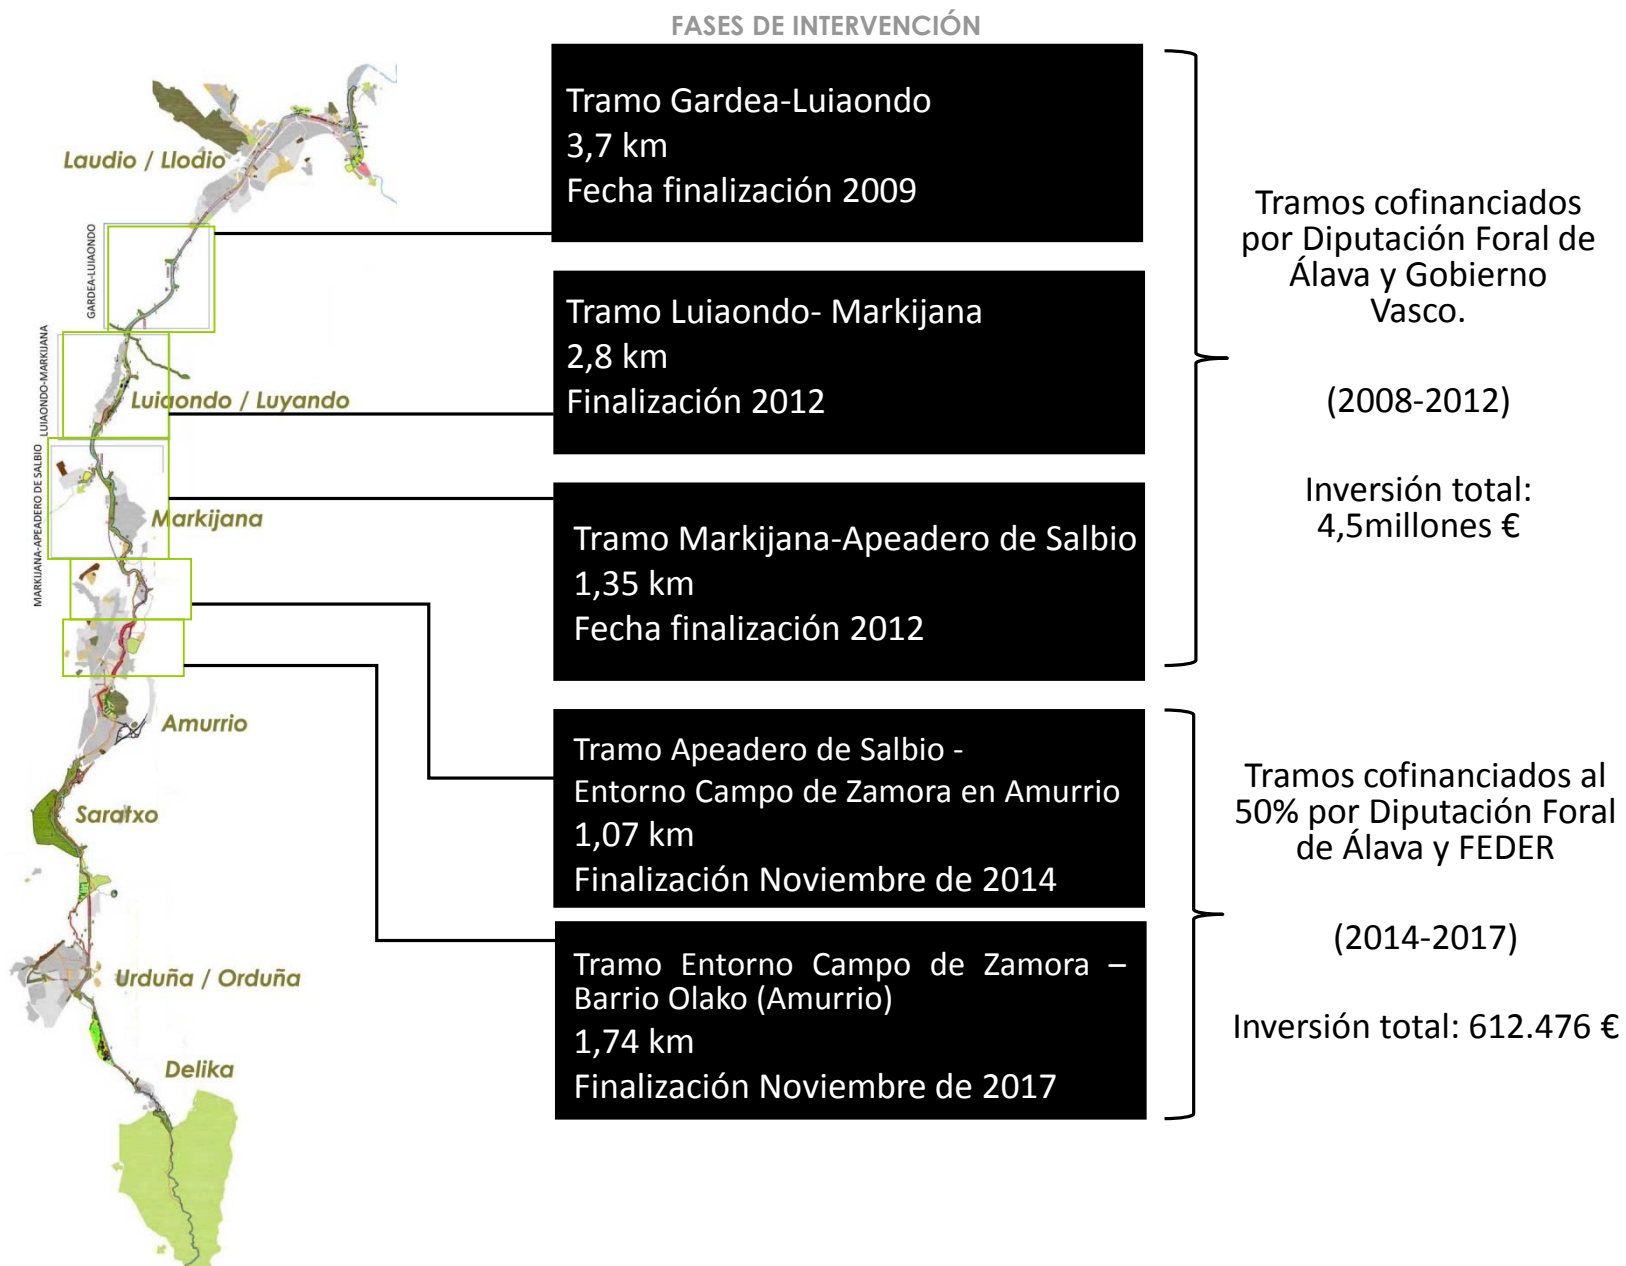 FASES DE INTERVENCIÓN
Laudio / Llodio
GARDEA-LUIAONDO
LUIAONDO-MARKIJANA
Luiaondo / Luyando
MARKIJANA-APEADERO DE SALBIO
Markijana
Amurrio
Saratxo
Urduña / Orduña
Delika
Tramo Gardea-Luiaondo
3,7 km
Fecha finalización 2009
Tramo Luiaondo- Markijana
2,8 km
Finalización 2012
Tramo Markijana-Apeadero de Salbio
1,35 km
Fecha finalización 2012
Tramo Apeadero de Salbio -
Entorno Campo de Zamora en Amurrio
1,07 km
Finalización Noviembre de 2014
Tramo Entorno Campo de Zamora –
Barrio Olako (Amurrio)
1,74 km
Finalización Noviembre de 2017
Tramos cofinanciados
por Diputación Foral de
Álava y Gobierno
Vasco.
(2008-2012)
Inversión total:
4,5millones €
Tramos cofinanciados al
50% por Diputación Foral
de Álava y FEDER
(2014-2017)
Inversión total: 612.476 €